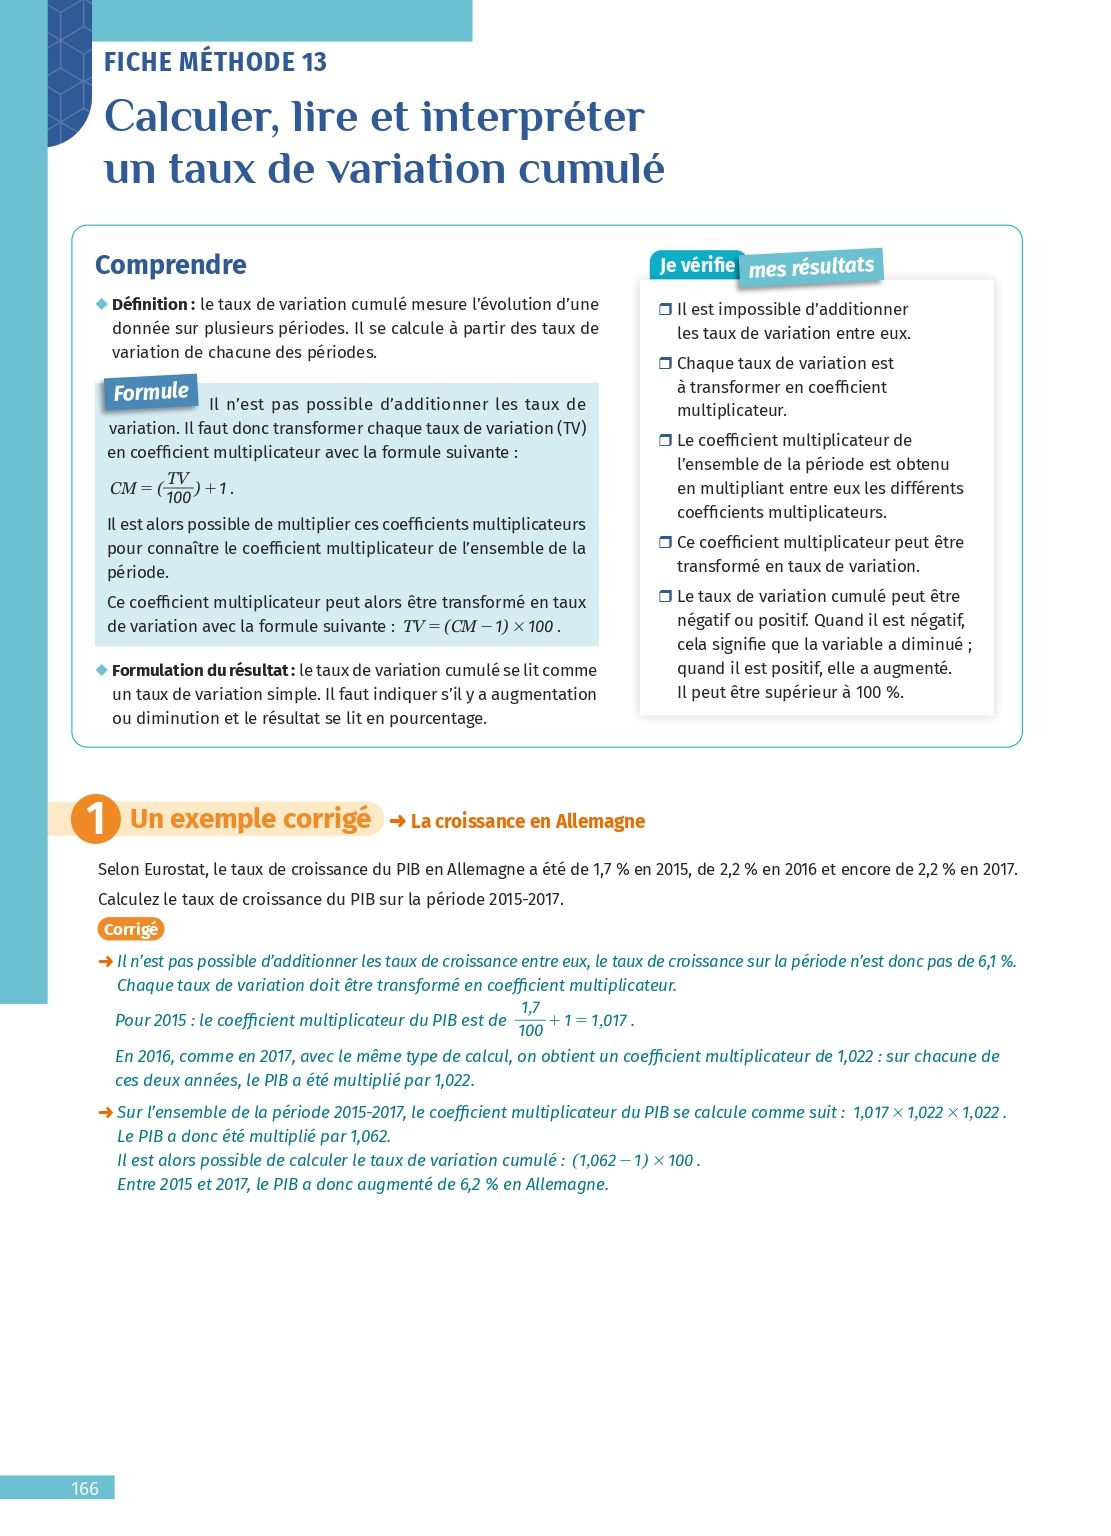 FICHE MÉTHODE 13
Calculer, lire et interpréter
un taux de variation cumulé
Comprendre
◆ Définition : le taux de variation cumulé mesure l’évolution d’une
donnée sur plusieurs périodes. Il se calcule à partir des taux de
variation de chacune des périodes.
Formule
Il n’est pas possible d’additionner les taux de
variation. Il faut donc transformer chaque taux de variation (TV)
en coefficient multiplicateur avec la formule suivante :
CM = (TV/100) + 1 .
Il est alors possible de multiplier ces coefficients multiplicateurs
pour connaître le coefficient multiplicateur de l’ensemble de la
période.
Ce coefficient multiplicateur peut alors être transformé en taux
de variation avec la formule suivante : TV = (CM − 1) × 100 .
◆ Formulation du résultat : le taux de variation cumulé se lit comme
un taux de variation simple. Il faut indiquer s’il y a augmentation
ou diminution et le résultat se lit en pourcentage.
Je vérifie mes résultats
❒ Il est impossible d’additionner
les taux de variation entre eux.
❒ Chaque taux de variation est
à transformer en coefficient
multiplicateur.
❒ Le coefficient multiplicateur de
l’ensemble de la période est obtenu
en multipliant entre eux les différents
coefficients multiplicateurs.
❒ Ce coefficient multiplicateur peut être
transformé en taux de variation.
❒ Le taux de variation cumulé peut être
négatif ou positif. Quand il est négatif,
cela signifie que la variable a diminué ;
quand il est positif, elle a augmenté.
Il peut être supérieur à 100 %.
1 Un exemple corrigé ➜ La croissance en Allemagne
Selon Eurostat, le taux de croissance du PIB en Allemagne a été de 1,7 % en 2015, de 2,2 % en 2016 et encore de 2,2 % en 2017.
Calculez le taux de croissance du PIB sur la période 2015-2017.
Corrigé
➜ Il n’est pas possible d’additionner les taux de croissance entre eux, le taux de croissance sur la période n’est donc pas de 6,1 %.
Chaque taux de variation doit être transformé en coefficient multiplicateur.
Pour 2015 : le coefficient multiplicateur du PIB est de 1,7/100 + 1 = 1,017 .
En 2016, comme en 2017, avec le même type de calcul, on obtient un coefficient multiplicateur de 1,022 : sur chacune de
ces deux années, le PIB a été multiplié par 1,022.
➜ Sur l’ensemble de la période 2015-2017, le coefficient multiplicateur du PIB se calcule comme suit : 1,017 × 1,022 × 1,022 .
Le PIB a donc été multiplié par 1,062.
Il est alors possible de calculer le taux de variation cumulé : (1,062 − 1) × 100 .
Entre 2015 et 2017, le PIB a donc augmenté de 6,2 % en Allemagne.
166